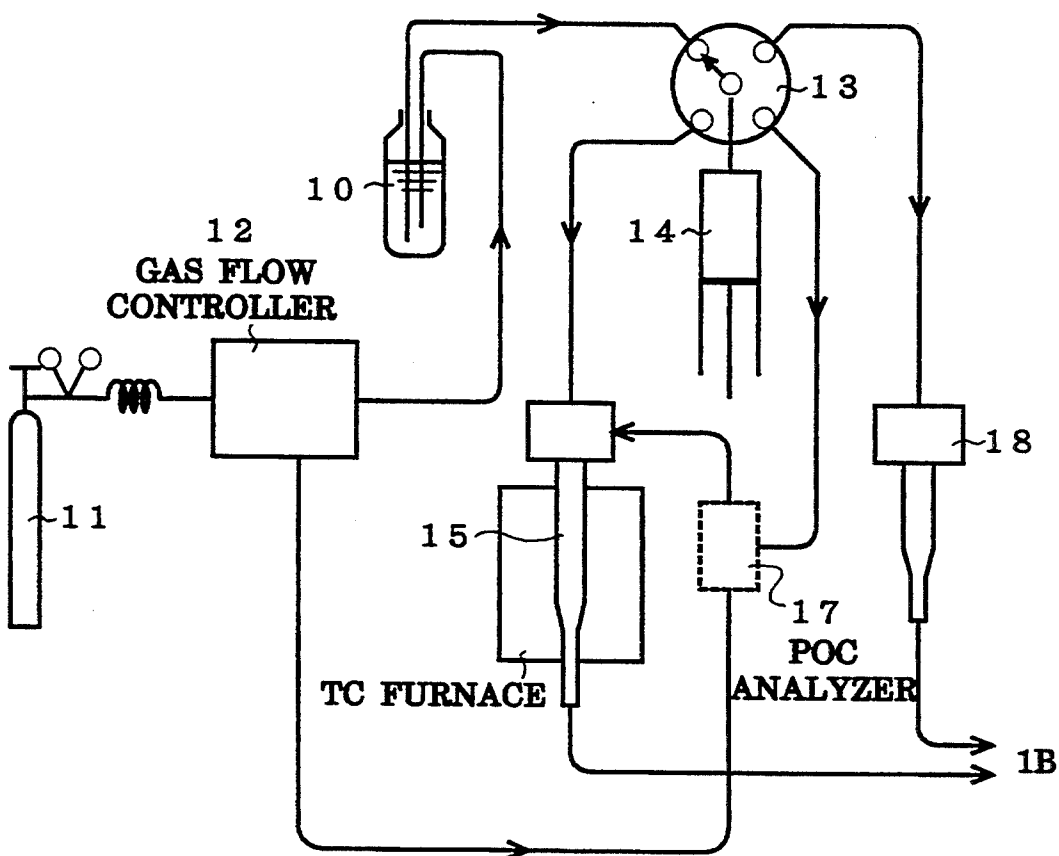 13
10
14
12
GAS FLOW
CONTROLLER
18
11
15
17
POC
ANALYZER
TC FURNACE
1B